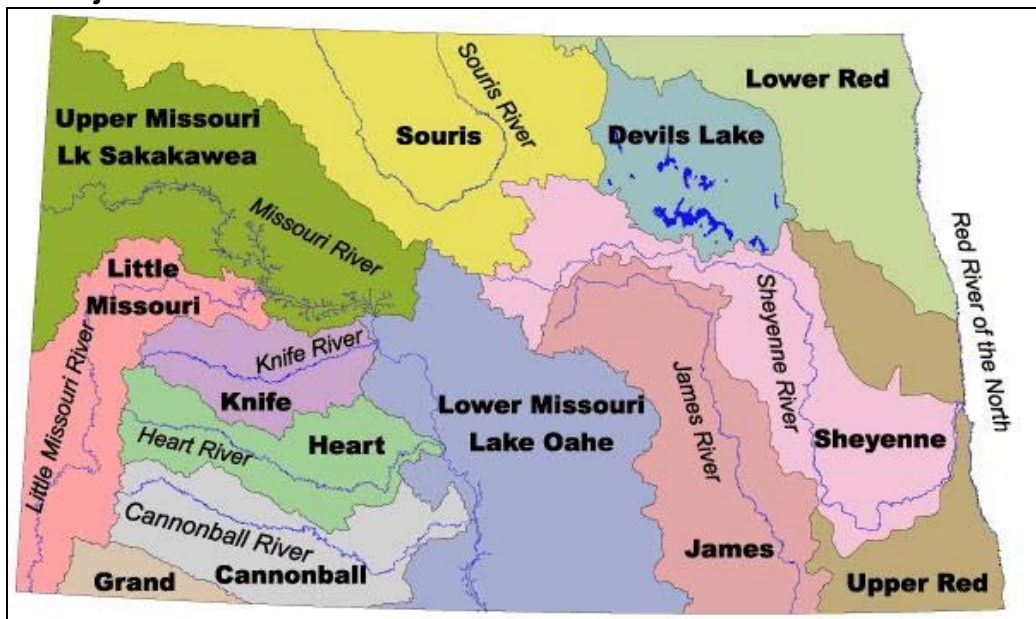 Lower Red
Souris River
Upper Missouri
Lk Sakakawea
Souris
Devils Lake
Missouri River
Little
Missouri
Red River of the North
Sheyenne River
Knife River
Little Missouri River
Knife
Lower Missouri
Lake Oahe
James River
Heart River
Heart
Sheyenne
Cannonball River
Cannonball
Grand
James
Upper Red